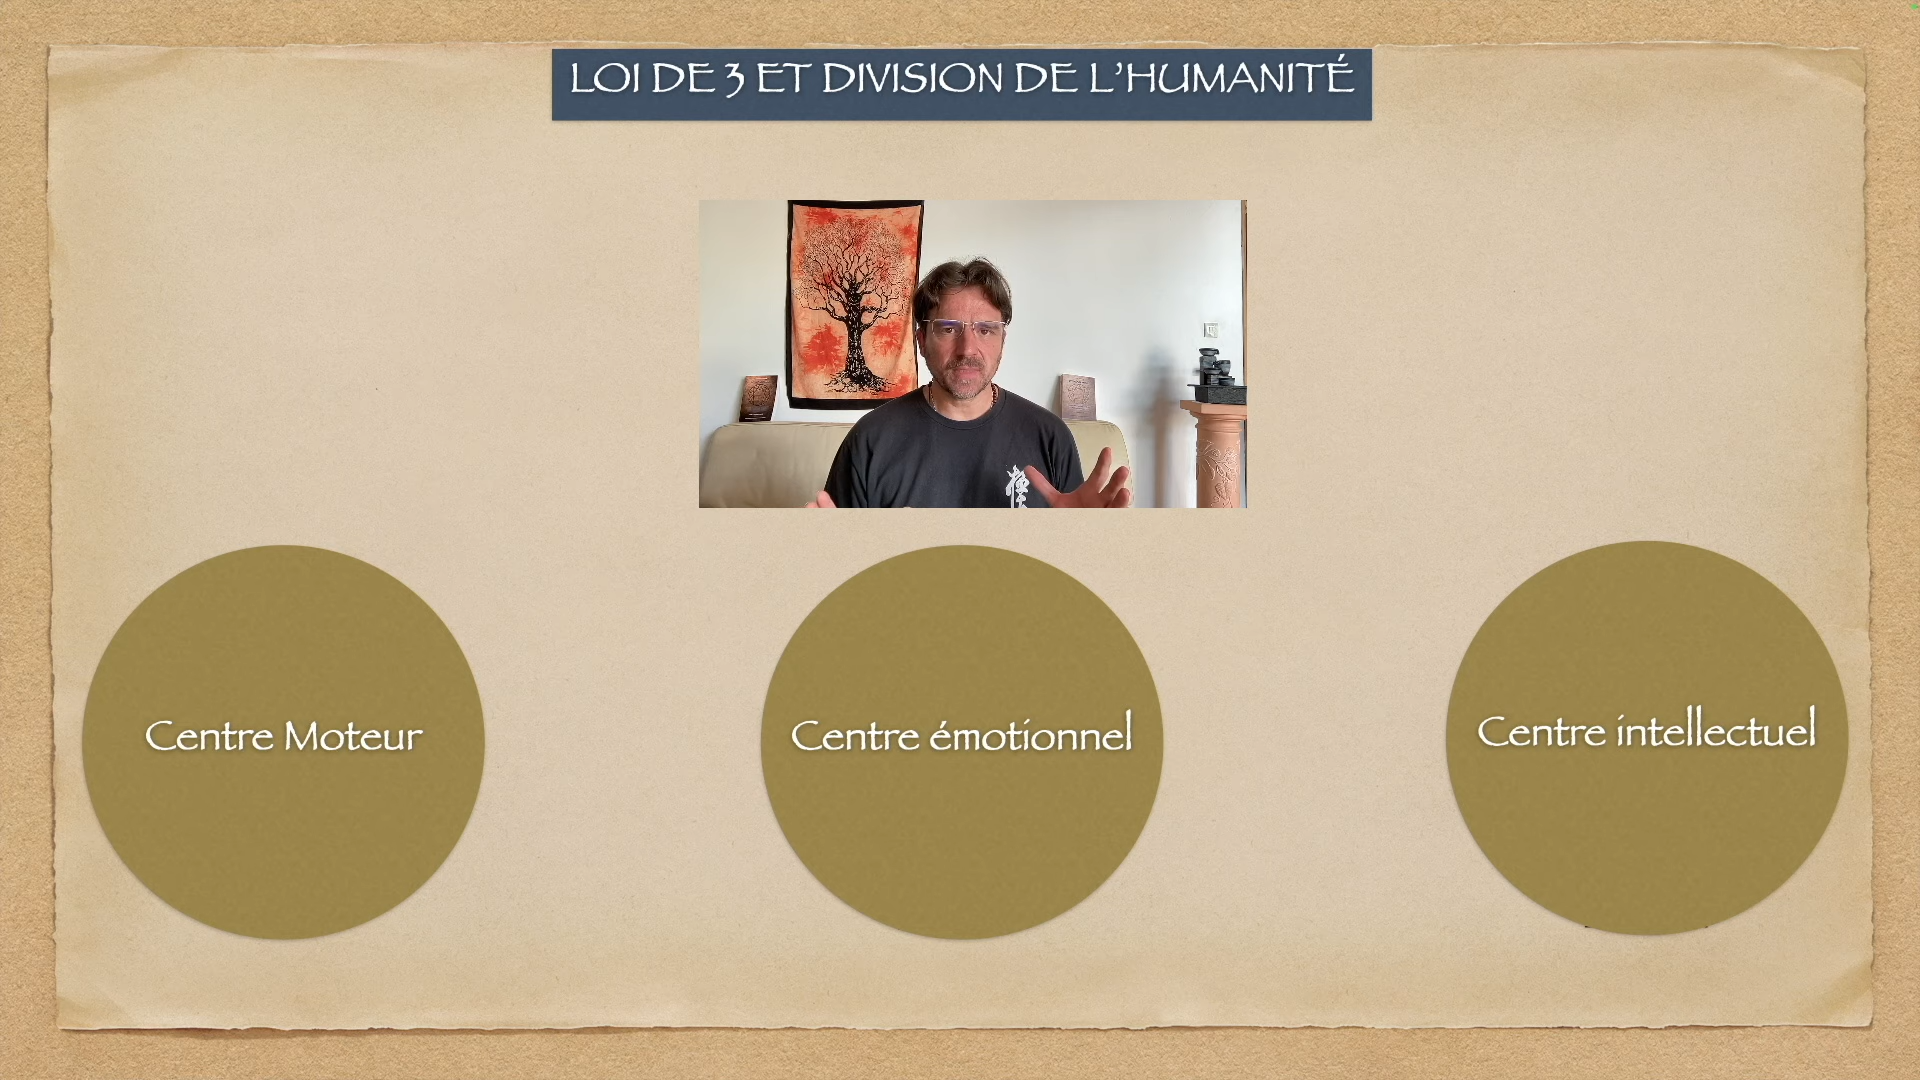 LOI DE 3 ET DIVISION DE L'HUMANITÉ
Centre Moteur
Centre émotionnel
Centre intellectuel